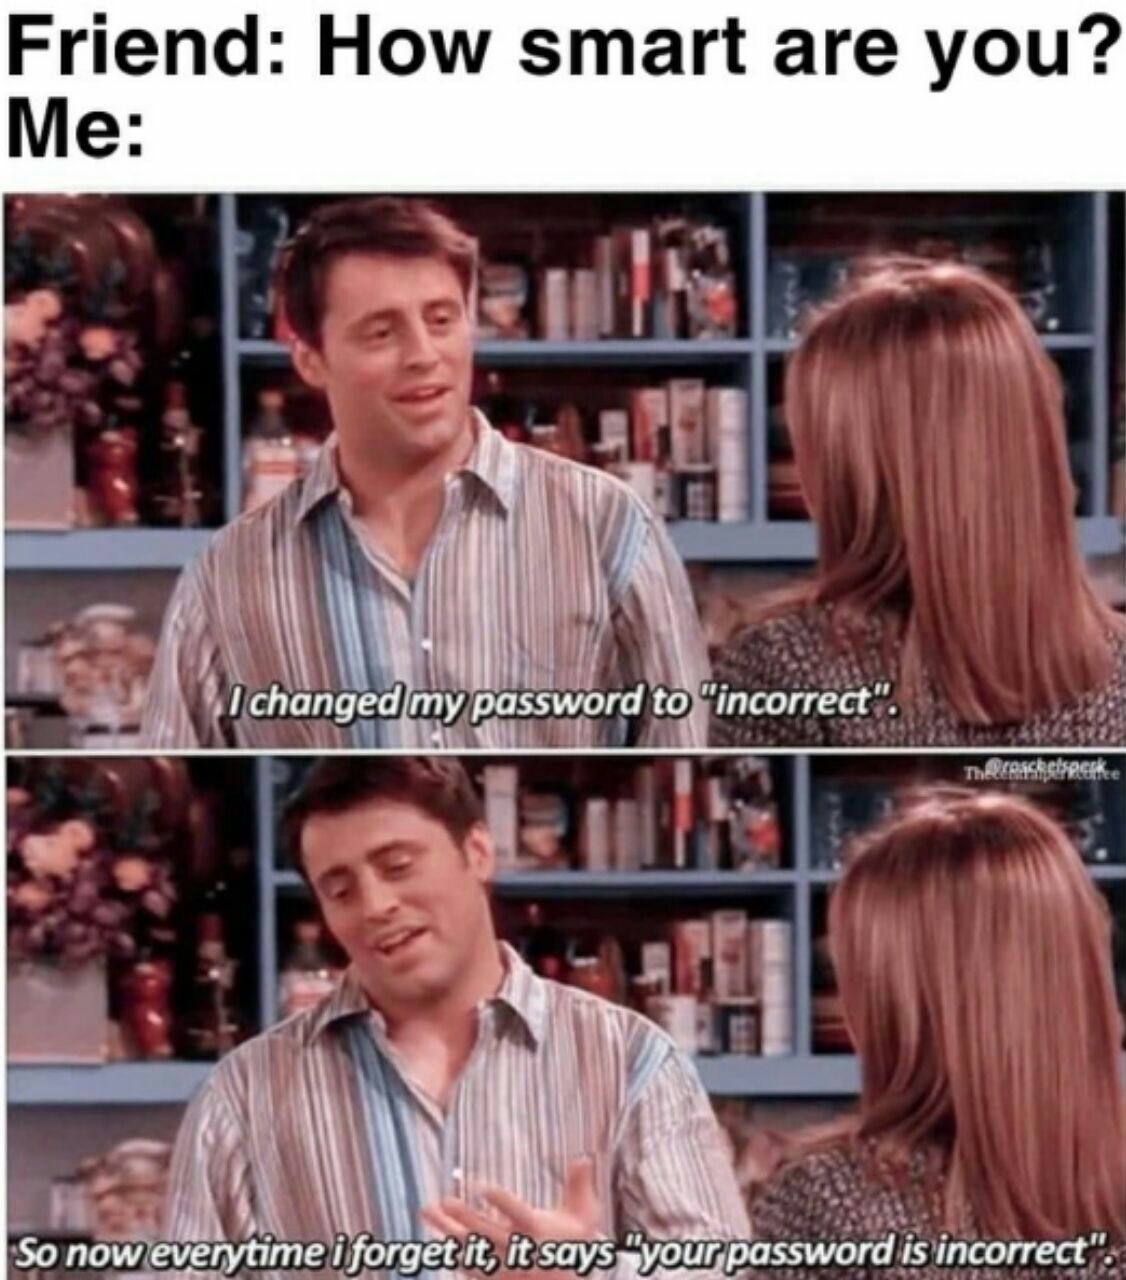 Friend: How smart are you?
Me:
I changed my password to "incorrect".
So now everytime i forget it, it says "your password is incorrect".